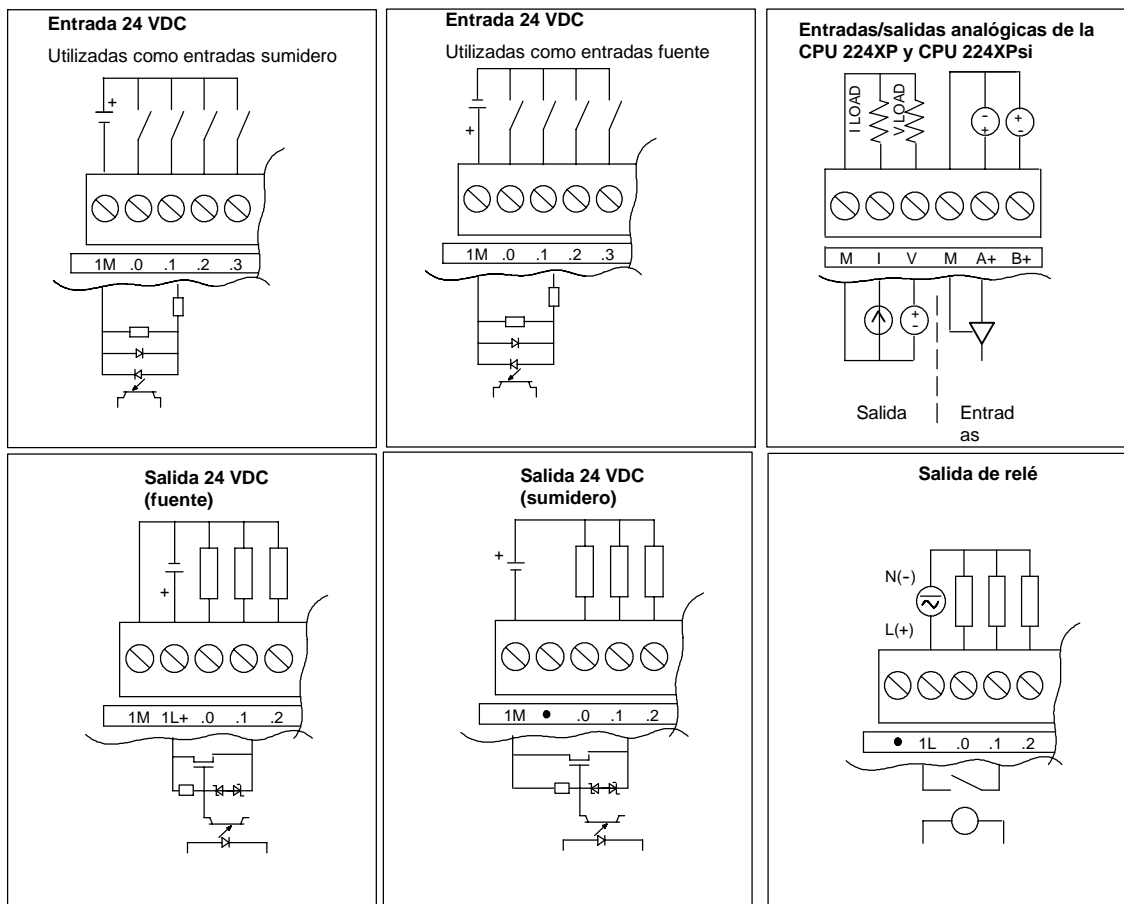 Entrada 24 VDC
Utilizadas como entradas sumidero
+
1M .0 .1 .2 .3
Entrada 24 VDC
Utilizadas como entradas fuente
+
1M .0 .1 .2 .3
Entradas/salidas analógicas de la
CPU 224XP y CPU 224XPsi
I LOAD
V LOAD
- +
+ -
M I V M A+ B+
+ -
Salida
Entrad
as
Salida 24 VDC
(fuente)
+
1M 1L+ .0 .1 .2
Salida 24 VDC
(sumidero)
+
1M ● .0 .1 .2
Salida de relé
N(-)
L(+)
● 1L .0 .1 .2